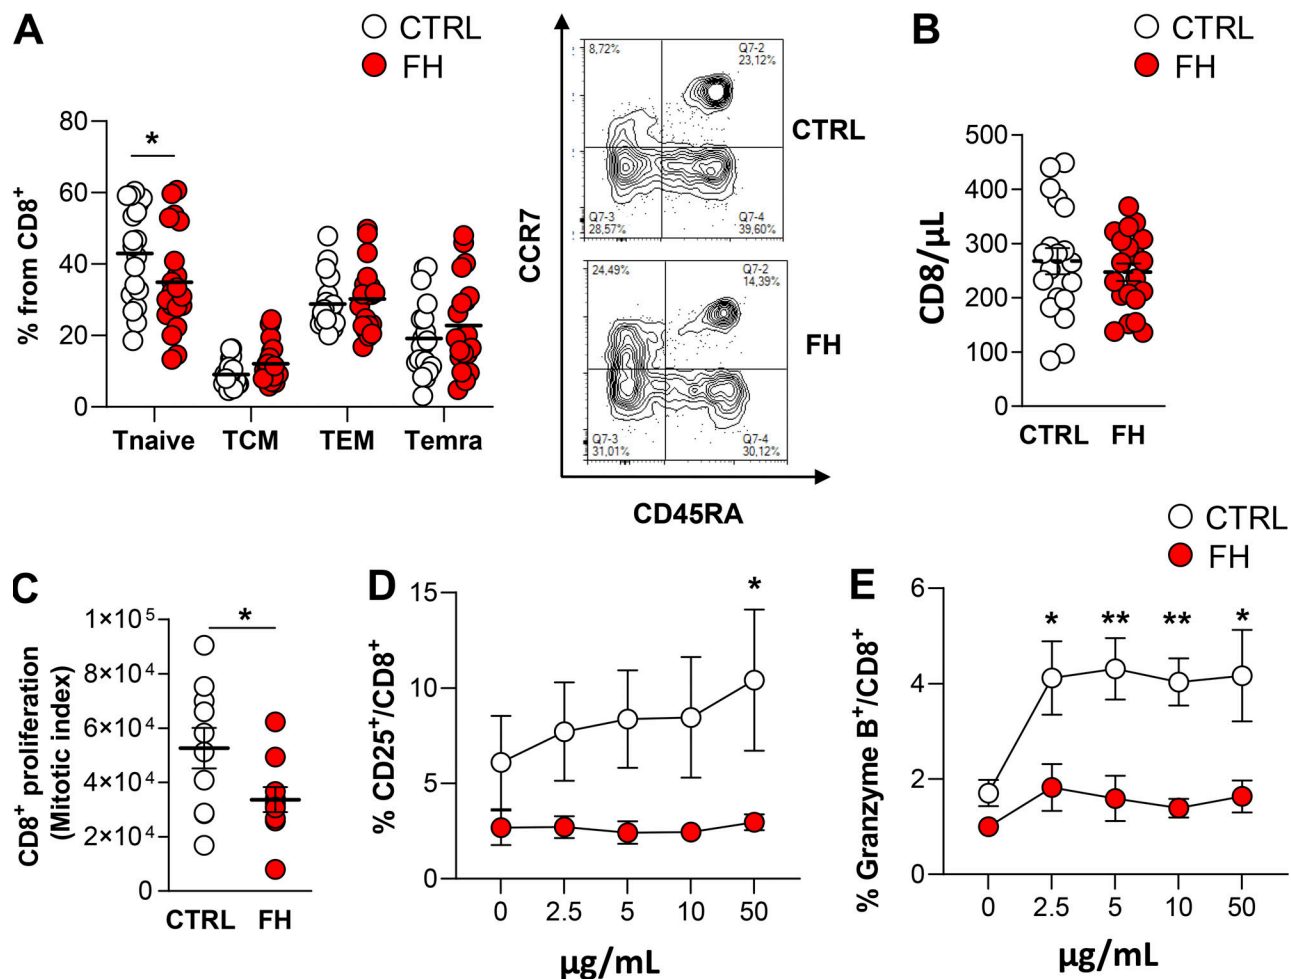 A
CTRL
FH
% from CD8⁺
80
60
40
20
0
*
Tnaive
TCM
TEM
Temra
CCR7
8,72%
Q7-2
23,12%
Q7-3
28,57%
Q7-4
39,60%
CTRL
24,49%
Q7-2
14,39%
Q7-3
31,01%
Q7-4
30,12%
FH
CD45RA
B
CTRL
FH
CD8/µL
500
400
300
200
100
0
CTRL
FH
C
CD8⁺ proliferation
(Mitotic index)
1×10⁵
8×10⁴
6×10⁴
4×10⁴
2×10⁴
0
*
CTRL
FH
D
% CD25⁺/CD8⁺
15
10
5
0
*
0
2.5
5
10
50
µg/mL
CTRL
FH
E
% Granzyme B⁺/CD8⁺
6
4
2
0
*
**
**
*
0
2.5
5
10
50
µg/mL